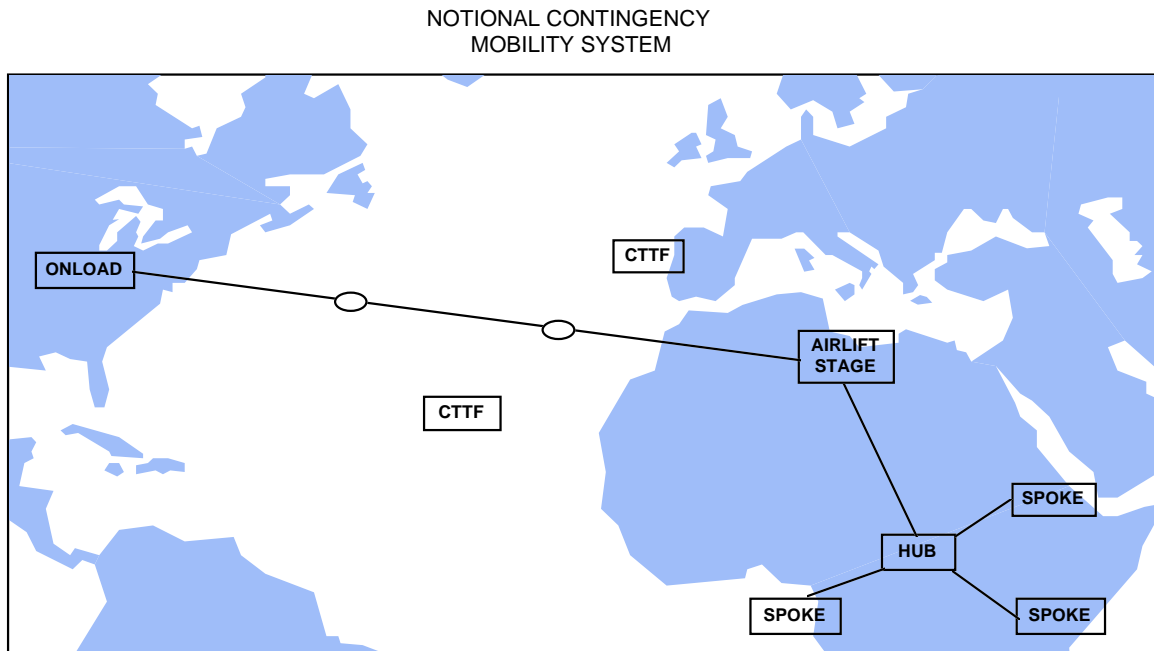 NOTIONAL CONTINGENCY
MOBILITY SYSTEM
CTTF
ONLOAD
AIRLIFT
STAGE
CTTF
SPOKE
HUB
SPOKE
SPOKE